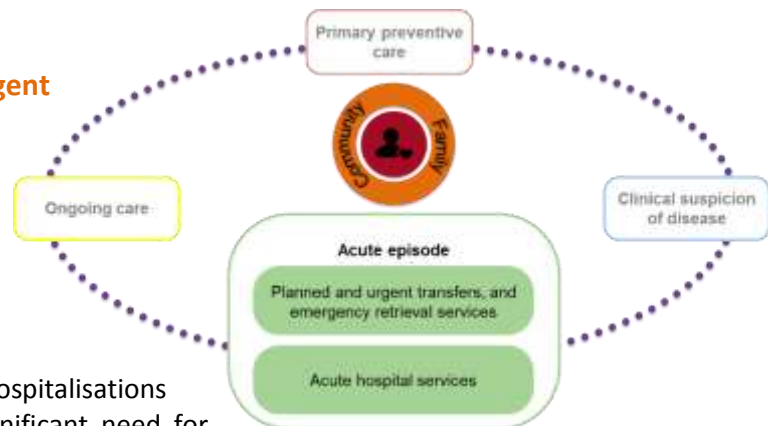 Primary preventive
care
gent
Community
Family
Ongoing care
Clinical suspicion
of disease
Acute episode
Planned and urgent transfers, and
emergency retrieval services
Acute hospital services
ospitalisations
nificant need for